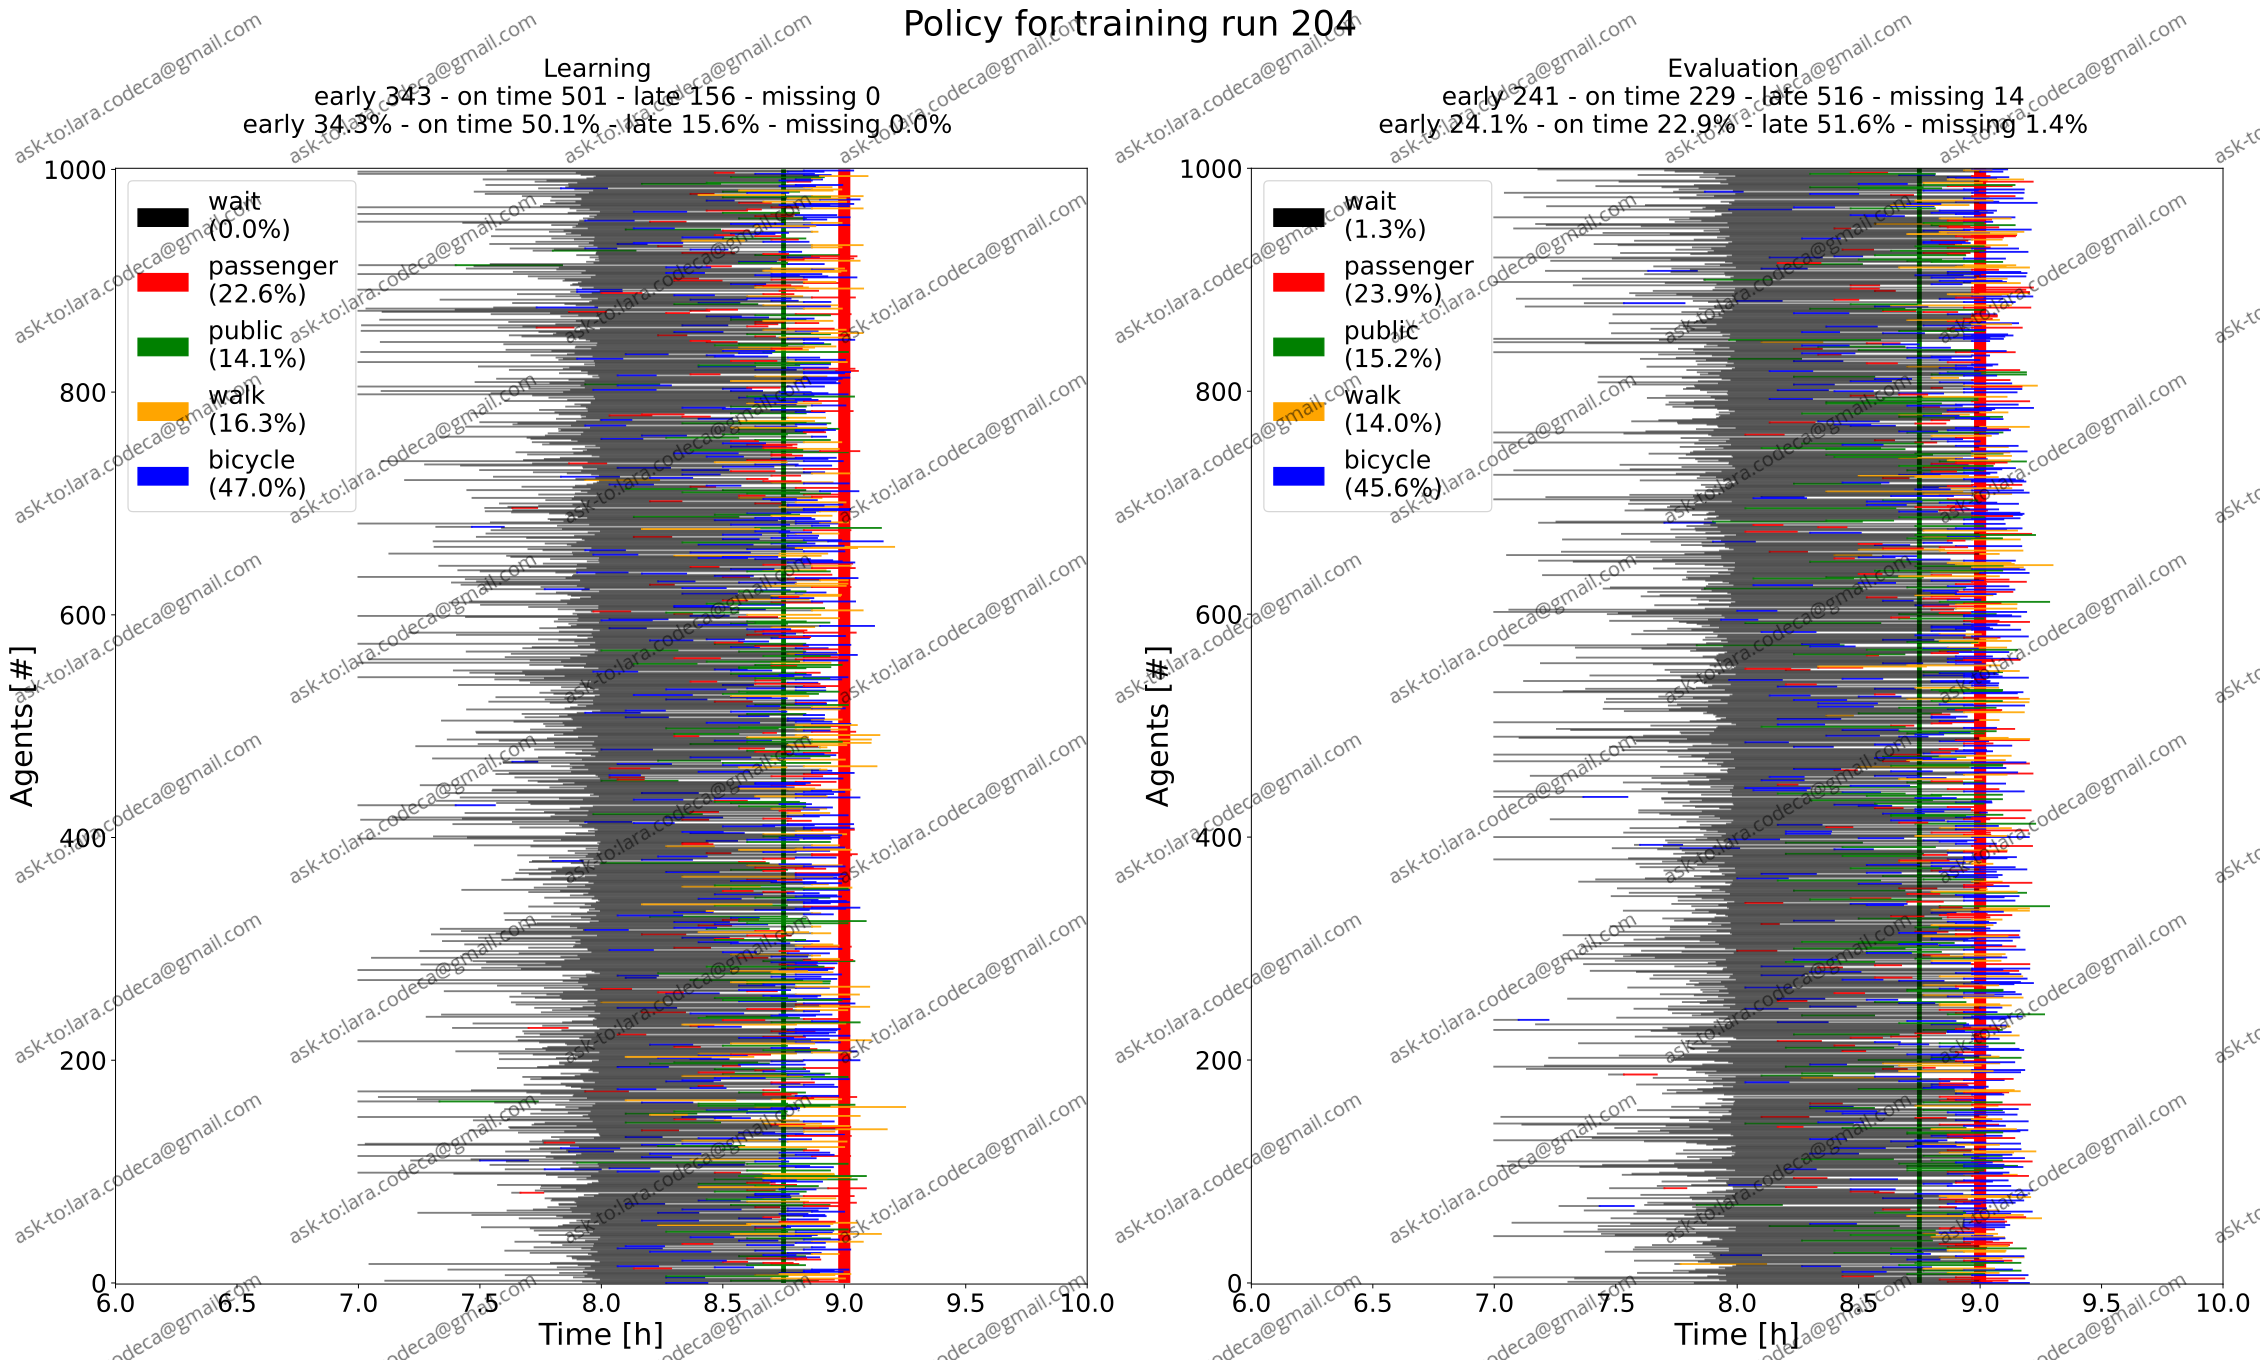 Policy for training run 204
Learning
early 343 - on time 501 - late 156 - missing 0
early 34.3% - on time 50.1% - late 15.6% - missing 0.0%
1000
800
600
400
200
0
Agents [#]
wait
(0.0%)
passenger
(22.6%)
public
(14.1%)
walk
(16.3%)
bicycle
(47.0%)
6.0 6.5 7.0 7.5 8.0 8.5 9.0 9.5 10.0
Time [h]
Evaluation
early 241 - on time 229 - late 516 - missing 14
early 24.1% - on time 22.9% - late 51.6% - missing 1.4%
1000
800
600
400
200
0
Agents [#]
wait
(1.3%)
passenger
(23.9%)
public
(15.2%)
walk
(14.0%)
bicycle
(45.6%)
6.0 6.5 7.0 7.5 8.0 8.5 9.0 9.5 10.0
Time [h]
ask-to:lara.codeca@gmail.com